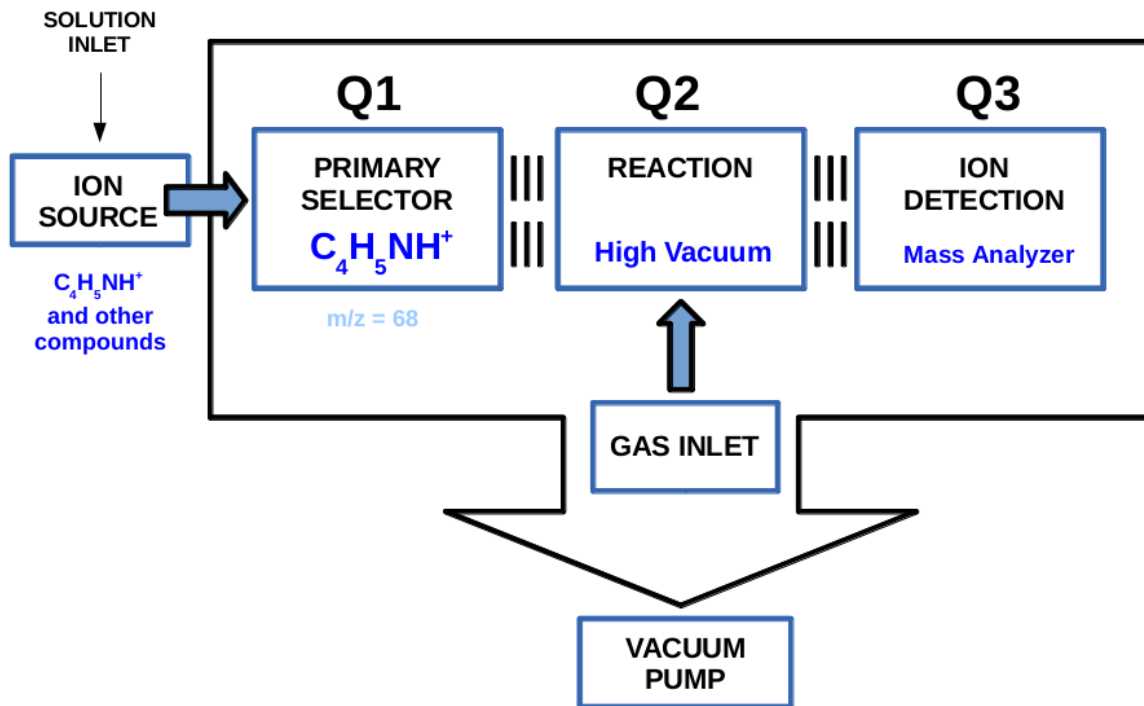 SOLUTION
INLET
Q1
Q2
Q3
ION
SOURCE
PRIMARY
SELECTOR
C₄H₅NH⁺
REACTION
High Vacuum
ION
DETECTION
Mass Analyzer
C₄H₅NH⁺
and other
compounds
m/z = 68
GAS INLET
VACUUM
PUMP